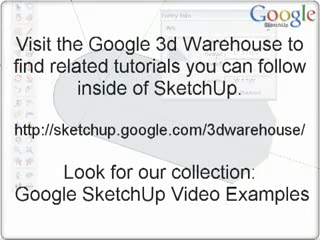 Google
SketchUp
Visit the Google 3d Warehouse to
find related tutorials you can follow
inside of SketchUp.
http://sketchup.google.com/3dwarehouse/
Look for our collection:
Google SketchUp Video Examples